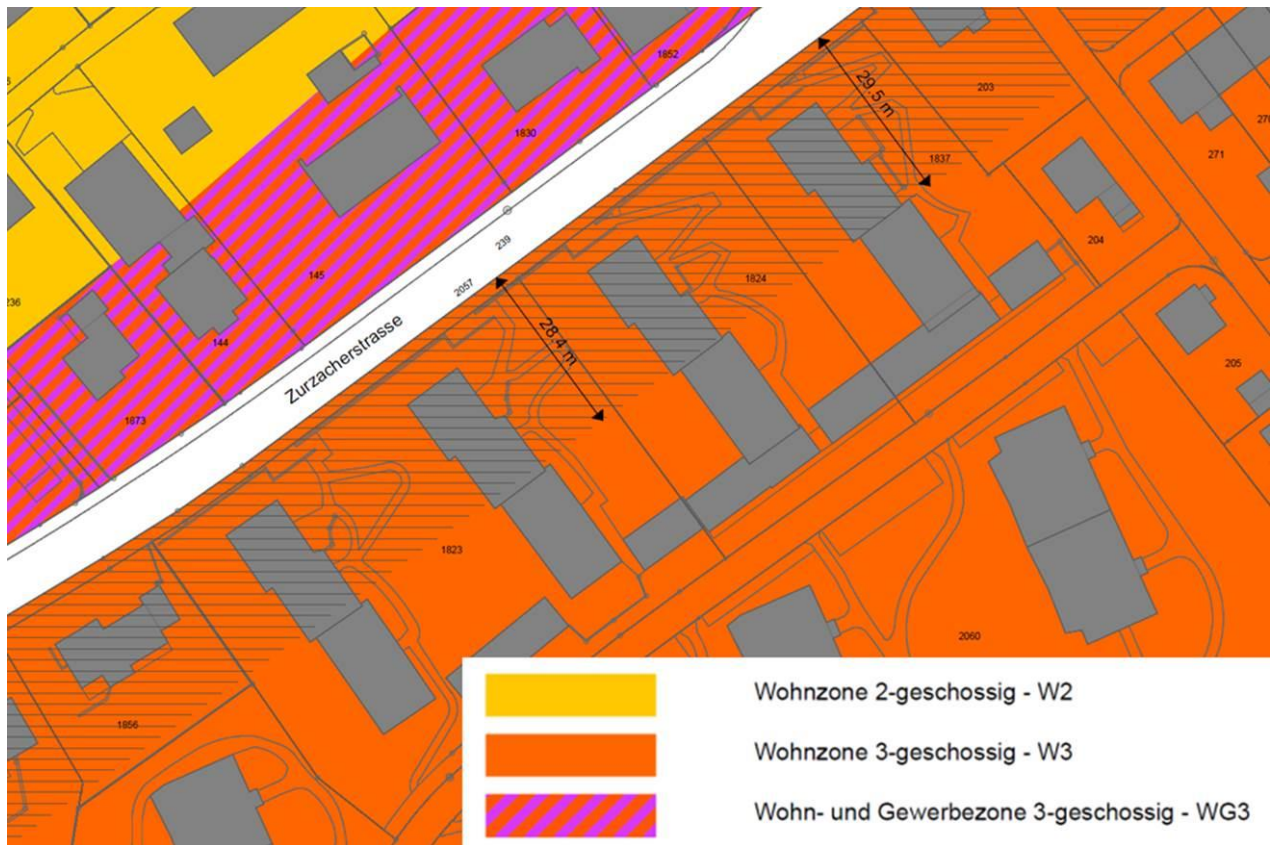 1852
29.5 m
203
1830
1837
271
204
239
145
1824
2057
236
28.4 m
144
Zurzacherstrasse
205
1873
1823
2060
1856
Wohnzone 2-geschossig - W2
Wohnzone 3-geschossig - W3
Wohn- und Gewerbezone 3-geschossig - WG3